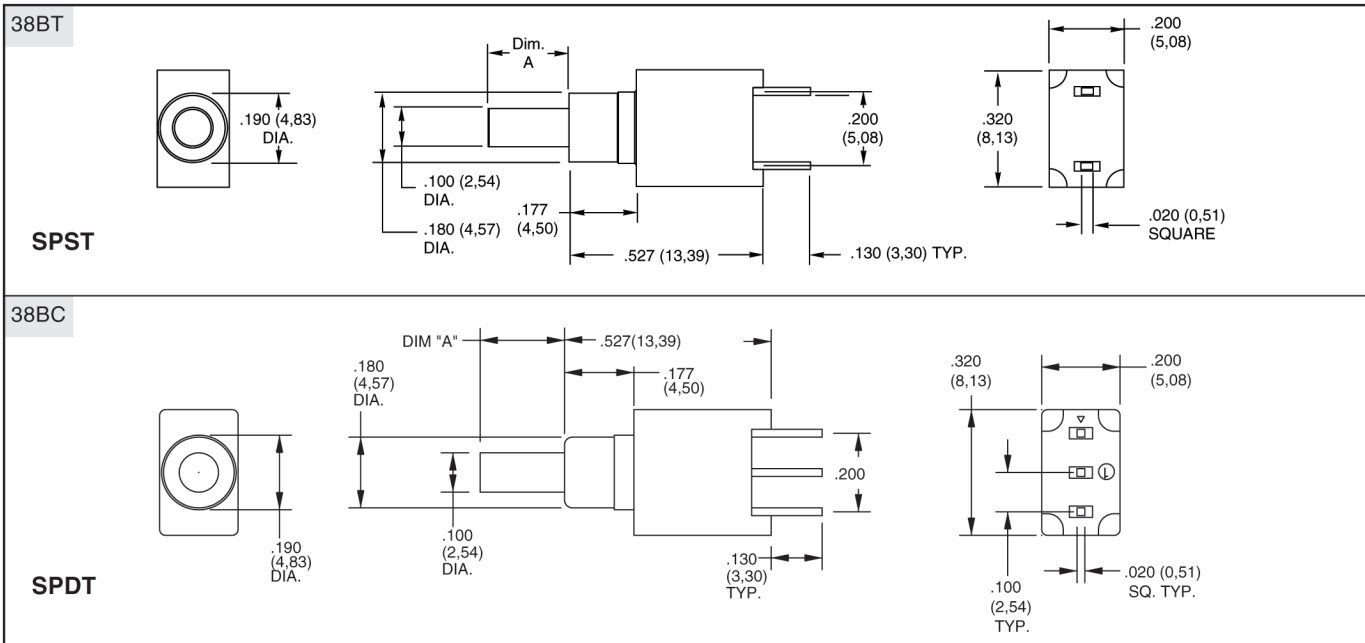 38BT
.190 (4,83)
DIA.
SPST
Dim.
A
.100 (2,54)
DIA.
.180 (4,57)
DIA.
.177
(4,50)
.527 (13,39)
.200
(5,08)
.130 (3,30) TYP.
.200
(5,08)
.320
(8,13)
.020 (0,51)
SQUARE
38BC
.190
(4,83)
DIA.
SPDT
DIM "A"
.527(13,39)
.180
(4,57)
DIA.
.177
(4,50)
.100
(2,54)
DIA.
.200
.130
(3,30)
TYP.
.320
(8,13)
.200
(5,08)
.100
(2,54)
TYP.
.020 (0,51)
SQ. TYP.